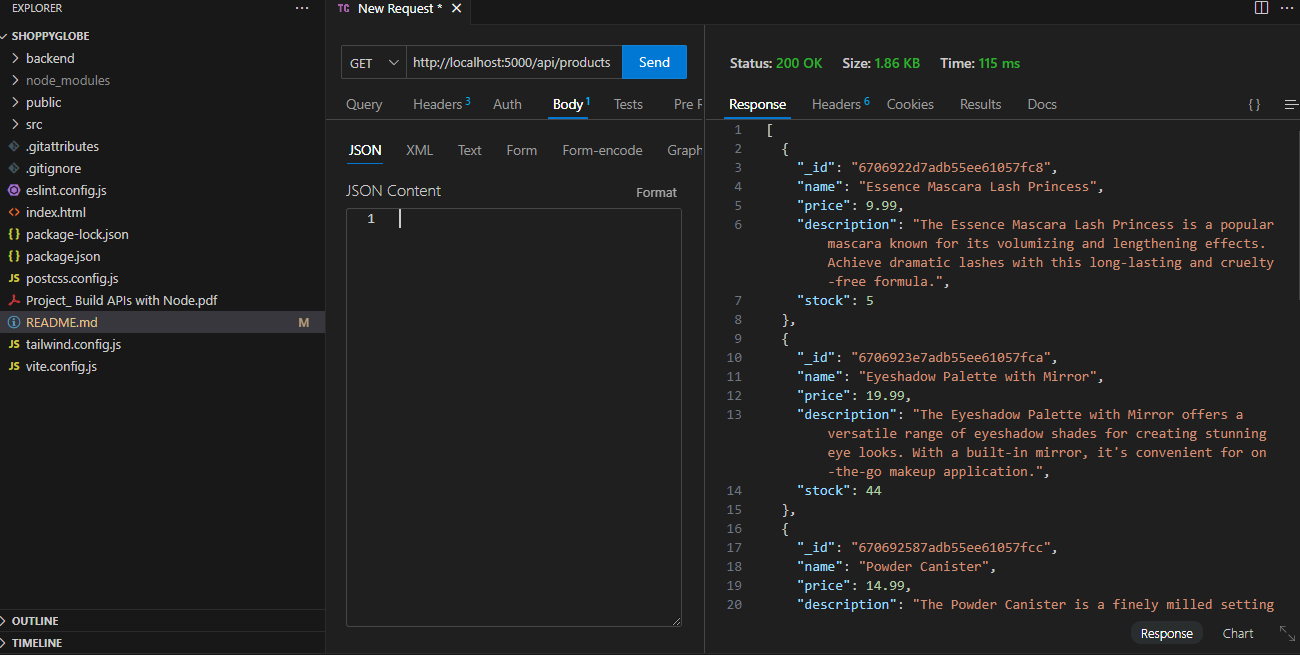 EXPLORER
SHOPPYGLOBE
backend
node_modules
public
src
.gitattributes
.gitignore
eslint.config.js
index.html
package-lock.json
package.json
postcss.config.js
Project_ Build APIs with Node.pdf
README.md M
tailwind.config.js
vite.config.js
OUTLINE
TIMELINE
TC New Request *
GET http://localhost:5000/api/products Send
Query Headers 3 Auth Body 1 Tests Pre
JSON XML Text Form Form-encode Graph
JSON Content Format
1
Status: 200 OK Size: 1.86 KB Time: 115 ms
Response Headers 6 Cookies Results Docs { }
1 [
2 {
3 "_id": "6706922d7adb55ee61057fc8",
4 "name": "Essence Mascara Lash Princess",
5 "price": 9.99,
6 "description": "The Essence Mascara Lash Princess is a popular
mascara known for its volumizing and lengthening effects.
Achieve dramatic lashes with this long-lasting and cruelty
-free formula.",
7 "stock": 5
8 },
9 {
10 "_id": "6706923e7adb55ee61057fca",
11 "name": "Eyeshadow Palette with Mirror",
12 "price": 19.99,
13 "description": "The Eyeshadow Palette with Mirror offers a
versatile range of eyeshadow shades for creating stunning
eye looks. With a built-in mirror, it's convenient for on
-the-go makeup application.",
14 "stock": 44
15 },
16 {
17 "_id": "670692587adb55ee61057fcc",
18 "name": "Powder Canister",
19 "price": 14.99,
20 "description": "The Powder Canister is a finely milled setting
Response Chart